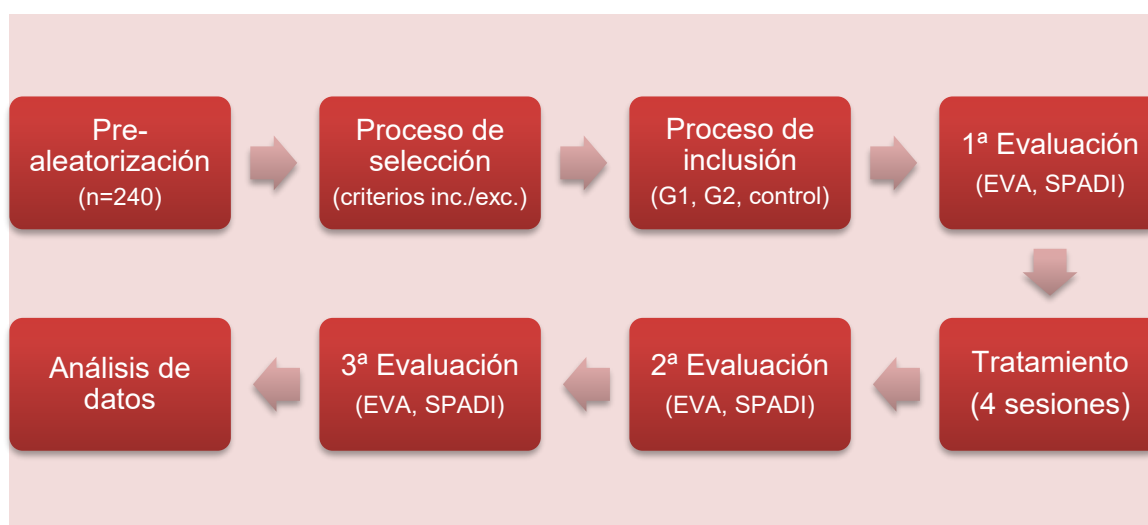 Pre-
aleatorización
(n=240)
Proceso de
selección
(criterios inc./exc.)
Proceso de
inclusión
(G1, G2, control)
1ª Evaluación
(EVA, SPADI)
Tratamiento
(4 sesiones)
2ª Evaluación
(EVA, SPADI)
3ª Evaluación
(EVA, SPADI)
Análisis de
datos